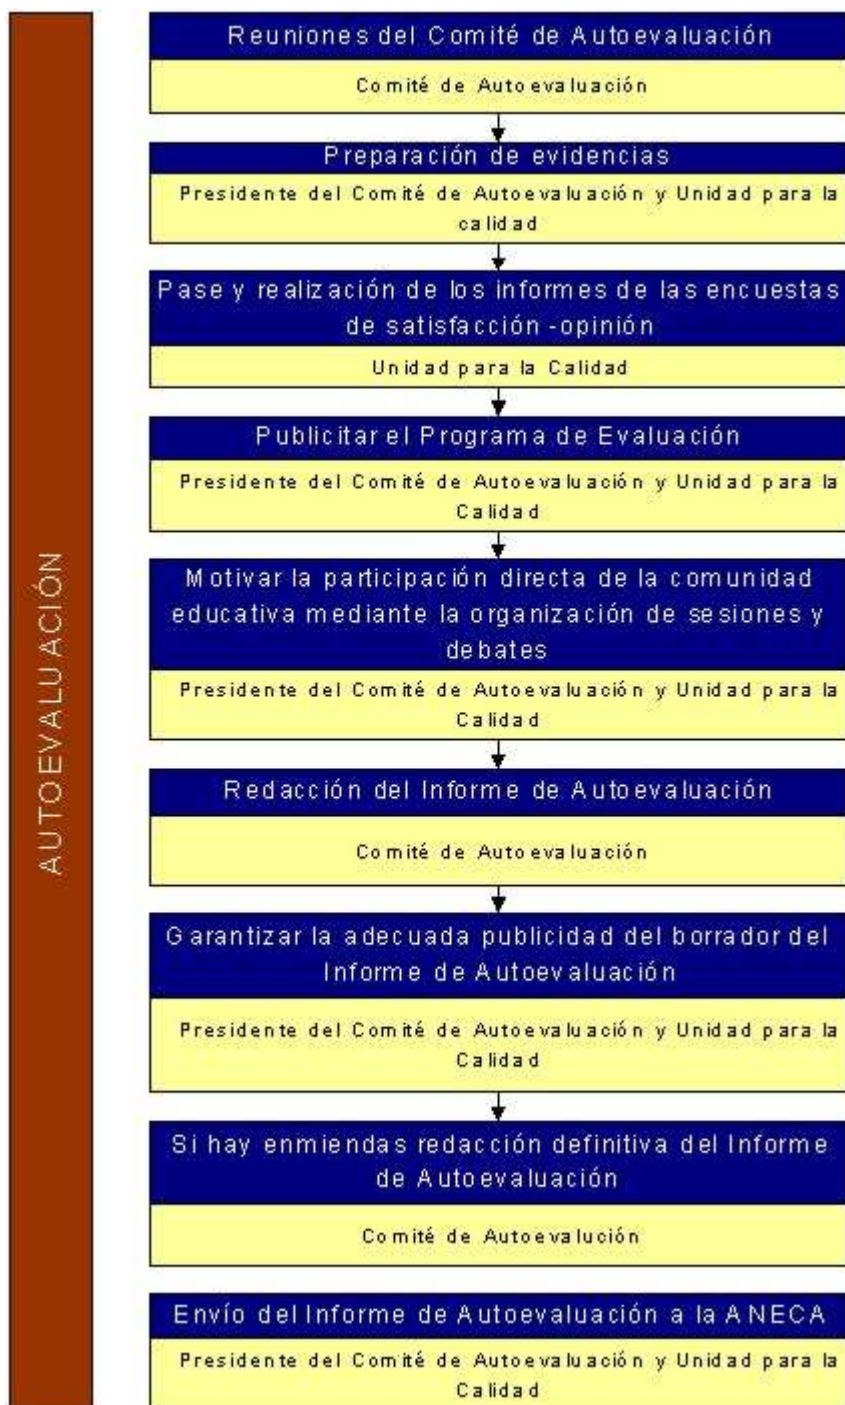 AUTOEVALUACIÓN
Reuniones del Comité de Autoevaluación
Comité de Autoevaluación
Preparación de evidencias
Presidente del Comité de Autoevaluación y Unidad para la
calidad
Pase y realización de los informes de las encuestas
de satisfacción -opinión
Unidad para la Calidad
Publicitar el Programa de Evaluación
Presidente del Comité de Autoevaluación y Unidad para la
Calidad
Motivar la participación directa de la comunidad
educativa mediante la organización de sesiones y
debates
Presidente del Comité de Autoevaluación y Unidad para la
Calidad
Redacción del Informe de Autoevaluación
Comité de Autoevaluación
Garantizar la adecuada publicidad del borrador del
Informe de Autoevaluación
Presidente del Comité de Autoevaluación y Unidad para la
Calidad
Si hay enmiendas redacción definitiva del Informe
de Autoevaluación
Comité de Autoevalución
Envío del Informe de Autoevaluación a la ANECA
Presidente del Comité de Autoevaluación y Unidad para la
Calidad